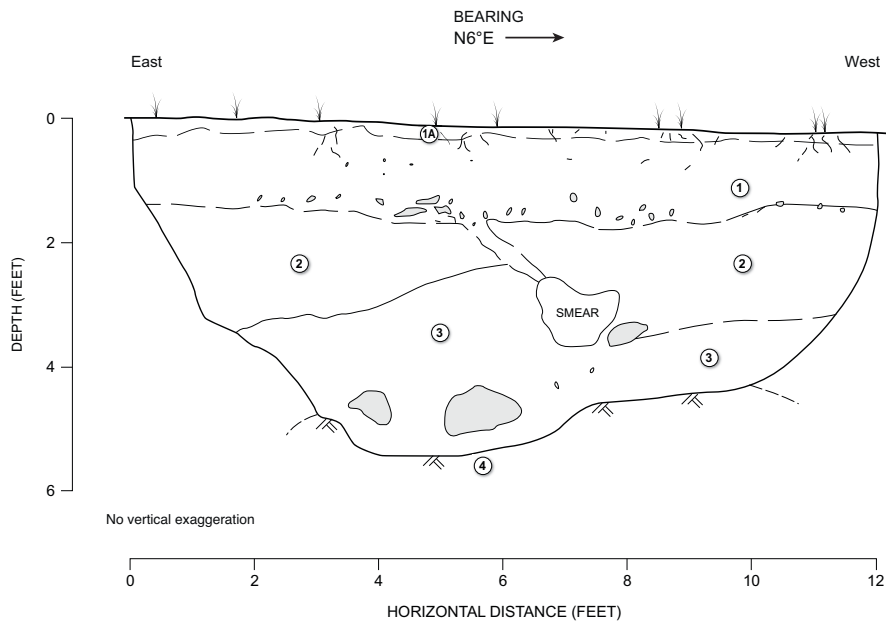 BEARING
N6°E
East
West
0
1A
1
2
2
2
SMEAR
3
3
4
4
6
DEPTH (FEET)
No vertical exaggeration
0
2
4
6
8
10
12
HORIZONTAL DISTANCE (FEET)